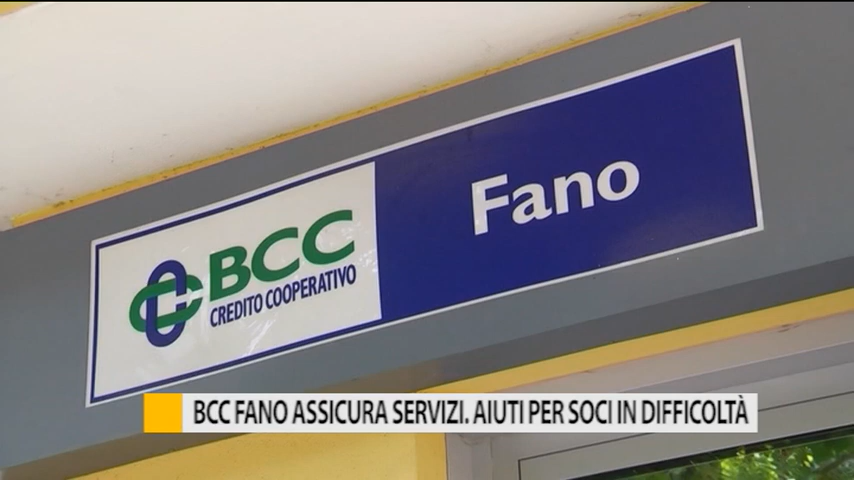 BCC
CREDITO COOPERATIVO
Fano
BCC FANO ASSICURA SERVIZI. AIUTI PER SOCI IN DIFFICOLTÀ